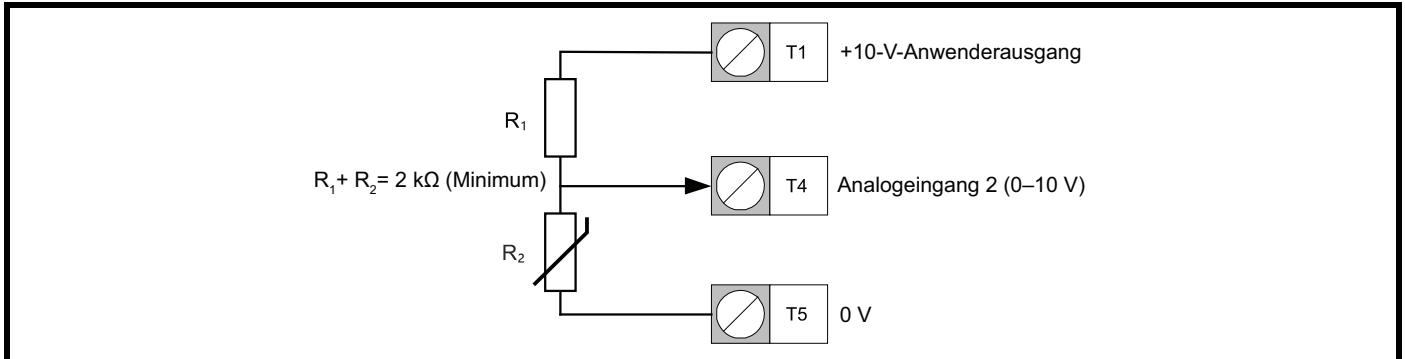 T1 +10-V-Anwenderausgang
R₁
R₁+ R₂= 2 kΩ (Minimum)
T4 Analogeingang 2 (0–10 V)
R₂
T5 0 V